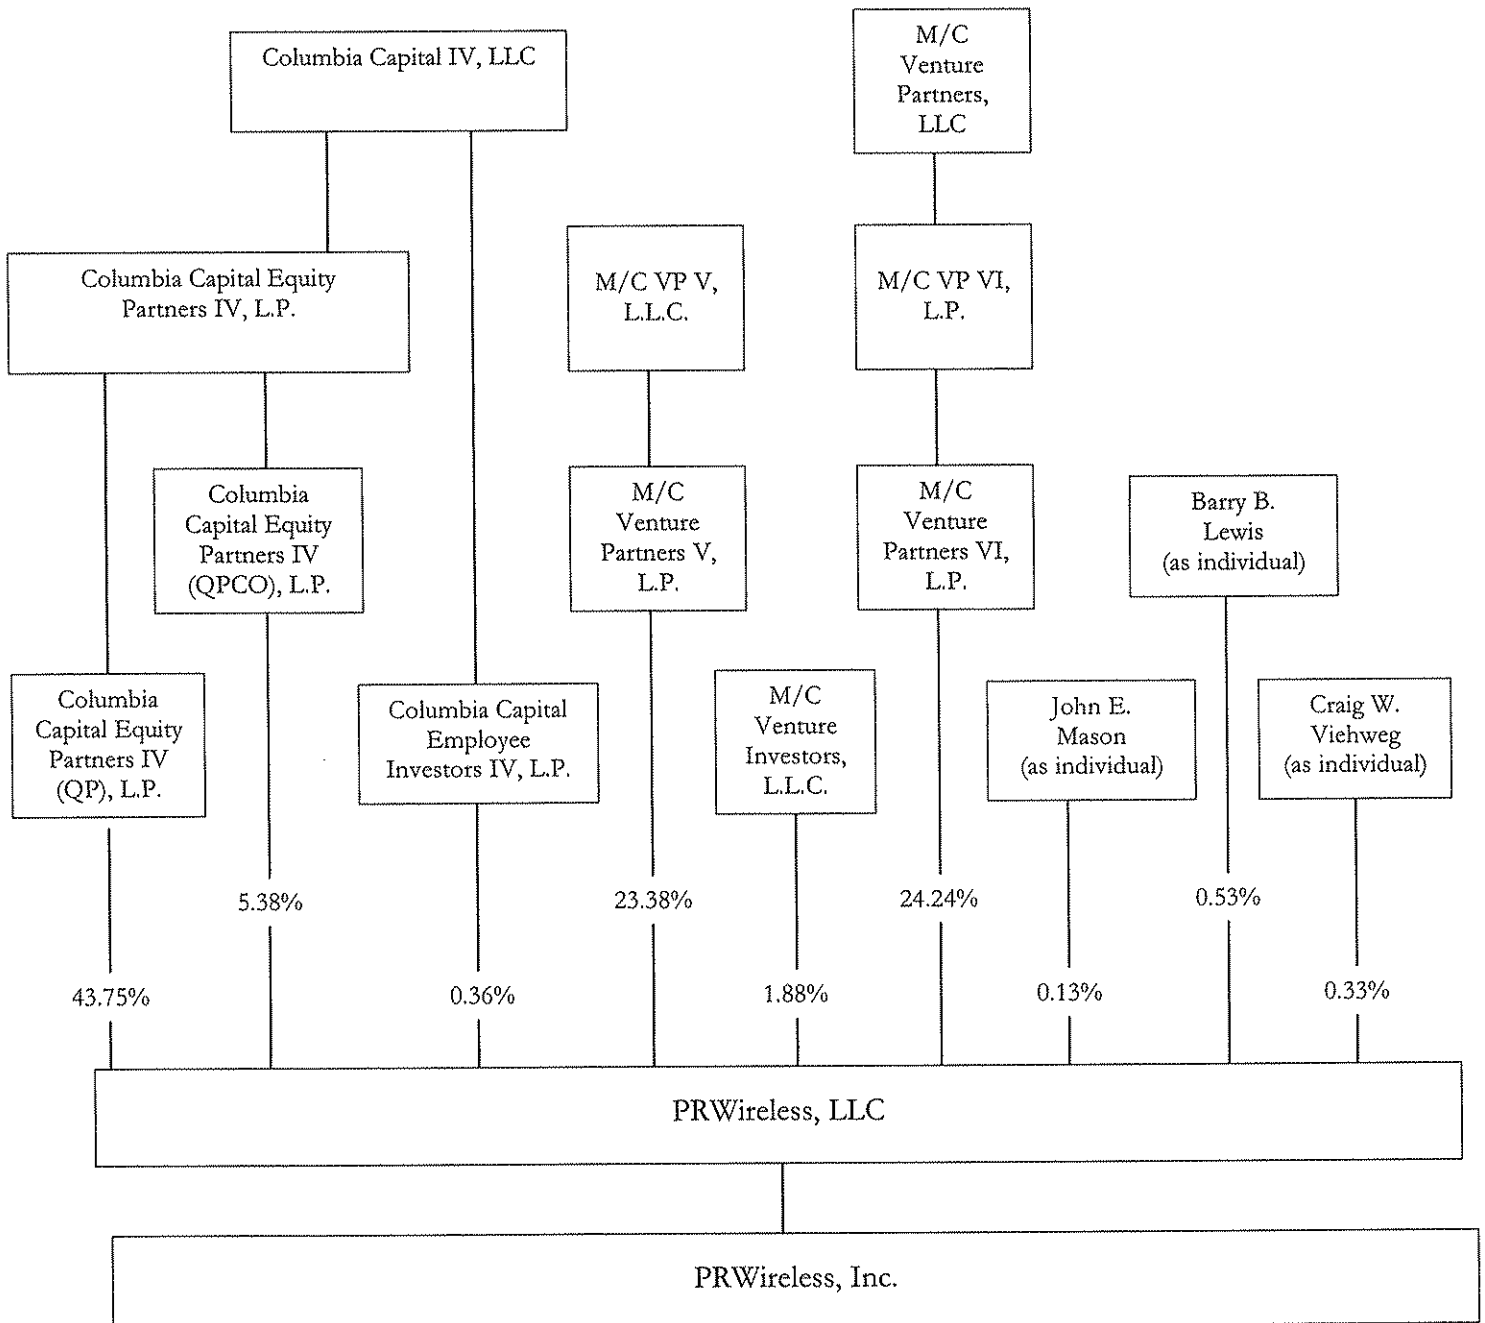 Columbia Capital IV, LLC
M/C
Venture
Partners,
LLC
Columbia Capital Equity
Partners IV, L.P.
M/C VP V,
L.L.C.
M/C VP VI,
L.P.
Columbia
Capital Equity
Partners IV
(QPCO), L.P.
M/C
Venture
Partners V,
L.P.
M/C
Venture
Partners VI,
L.P.
Barry B.
Lewis
(as individual)
Columbia
Capital Equity
Partners IV
(QP), L.P.
Columbia Capital
Employee
Investors IV, L.P.
M/C
Venture
Investors,
L.L.C.
John E.
Mason
(as individual)
Craig W.
Viehweg
(as individual)
5.38%
23.38%
24.24%
0.53%
43.75%
0.36%
1.88%
0.13%
0.33%
PRWireless, LLC
PRWireless, Inc.